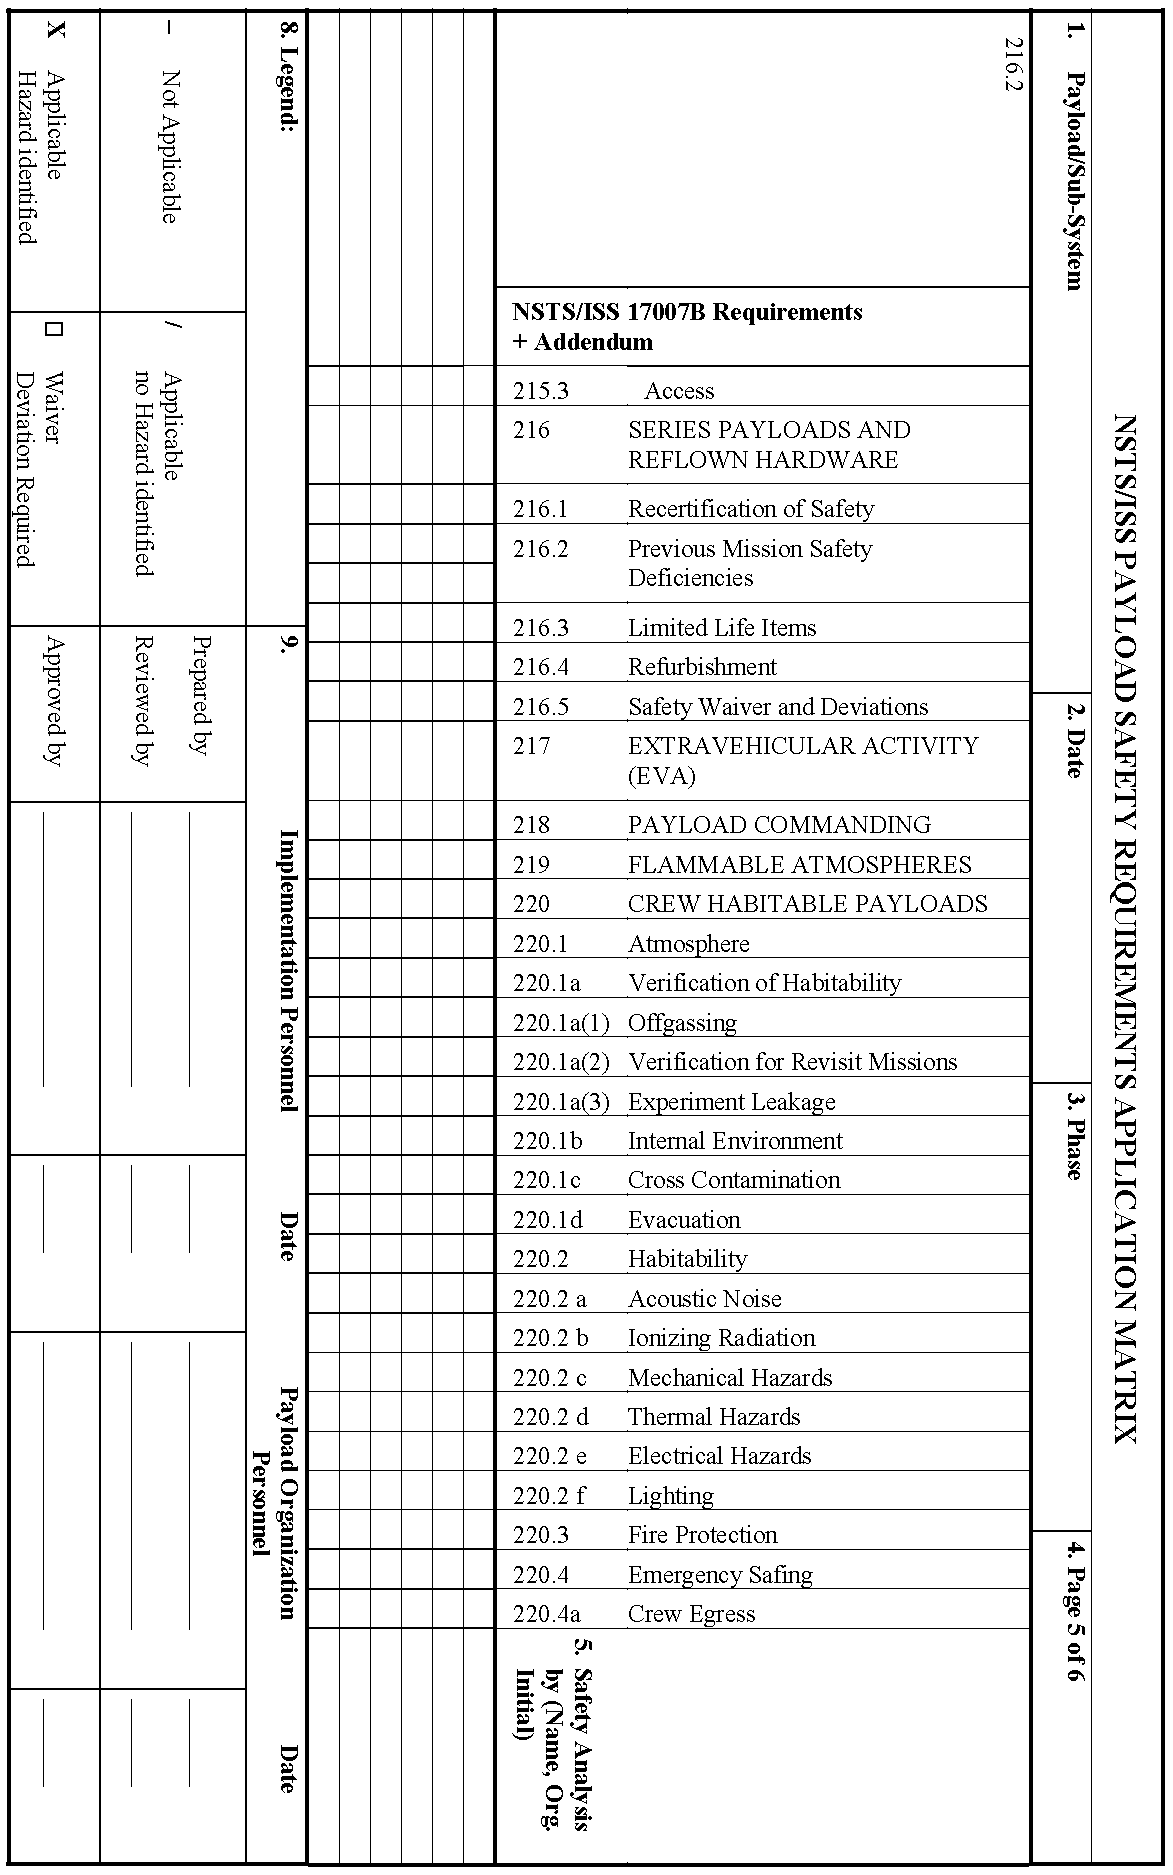 NSTS/ISS PAYLOAD SAFETY REQUIREMENTS APPLICATION MATRIX
1. Payload/Sub-System
2. Date
3. Phase
4. Page 5 of 6
216.2
NSTS/ISS 17007B Requirements
+ Addendum
215.3 Access
216 SERIES PAYLOADS AND
REFLOWN HARDWARE
216.1 Recertification of Safety
216.2 Previous Mission Safety
Deficiencies
216.3 Limited Life Items
216.4 Refurbishment
216.5 Safety Waiver and Deviations
217 EXTRAVEHICULAR ACTIVITY
(EVA)
218 PAYLOAD COMMANDING
219 FLAMMABLE ATMOSPHERES
220 CREW HABITABLE PAYLOADS
220.1 Atmosphere
220.1a Verification of Habitability
220.1a(1) Offgassing
220.1a(2) Verification for Revisit Missions
220.1a(3) Experiment Leakage
220.1b Internal Environment
220.1c Cross Contamination
220.1d Evacuation
220.2 Habitability
220.2 a Acoustic Noise
220.2 b Ionizing Radiation
220.2 c Mechanical Hazards
220.2 d Thermal Hazards
220.2 e Electrical Hazards
220.2 f Lighting
220.3 Fire Protection
220.4 Emergency Safing
220.4a Crew Egress
5. Safety Analysis
by (Name, Org.
Initial)
8. Legend:
– Not Applicable
/ Applicable
no Hazard identified
X Applicable
Hazard identified
□ Waiver
Deviation Required
9. Implementation Personnel
Date
Payload Organization
Personnel
Date
Prepared by
Reviewed by
Approved by